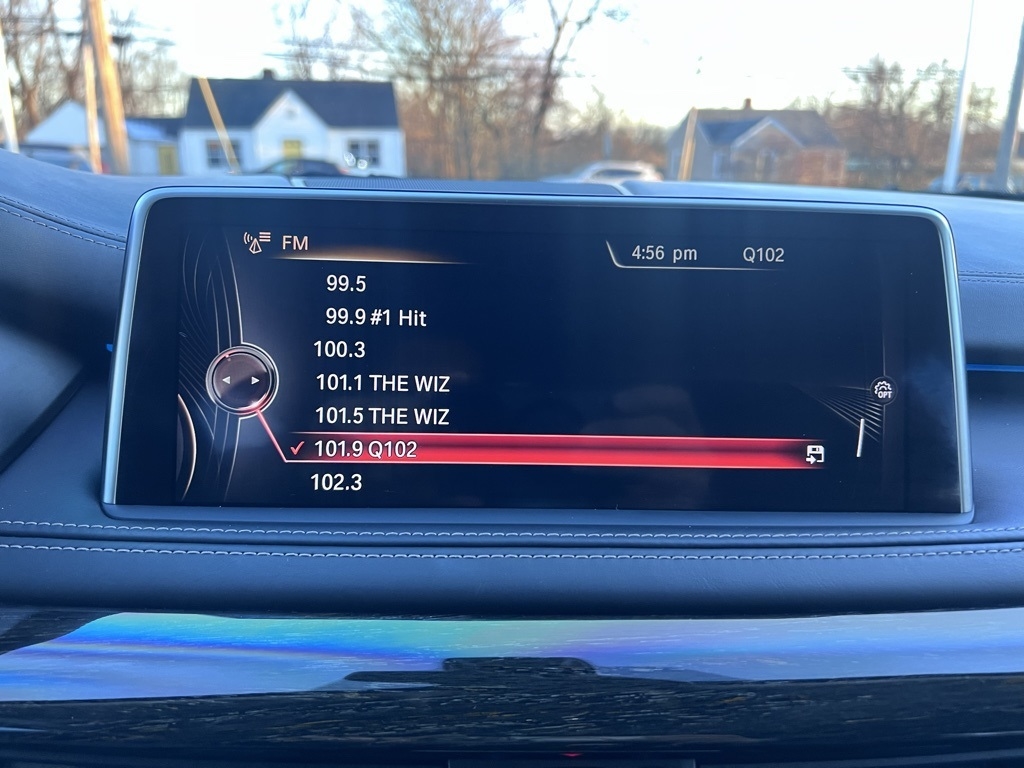 FM
4:56 pm Q102
99.5
99.9 #1 Hit
100.3
101.1 THE WIZ
101.5 THE WIZ
101.9 Q102
OPT
102.3